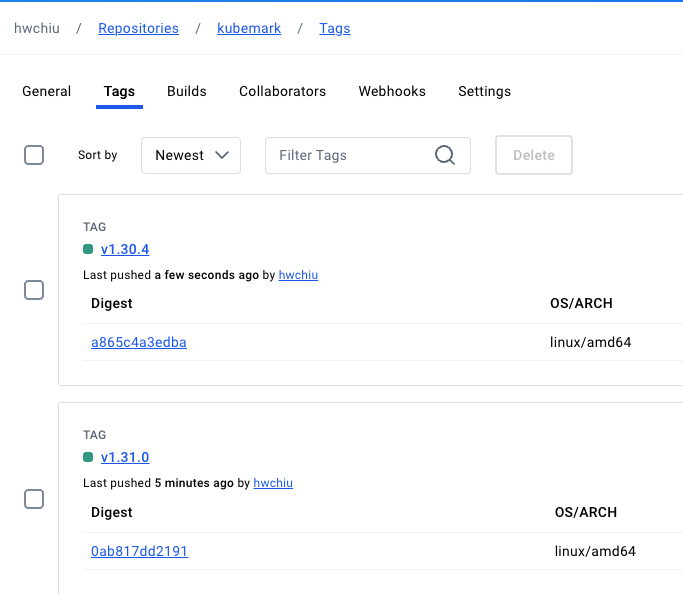 hwchiu / Repositories / kubemark / Tags
General Tags Builds Collaborators Webhooks Settings
Sort by Newest Filter Tags Delete
TAG
v1.30.4
Last pushed a few seconds ago by hwchiu
Digest OS/ARCH
a865c4a3edba linux/amd64
TAG
v1.31.0
Last pushed 5 minutes ago by hwchiu
Digest OS/ARCH
0ab817dd2191 linux/amd64